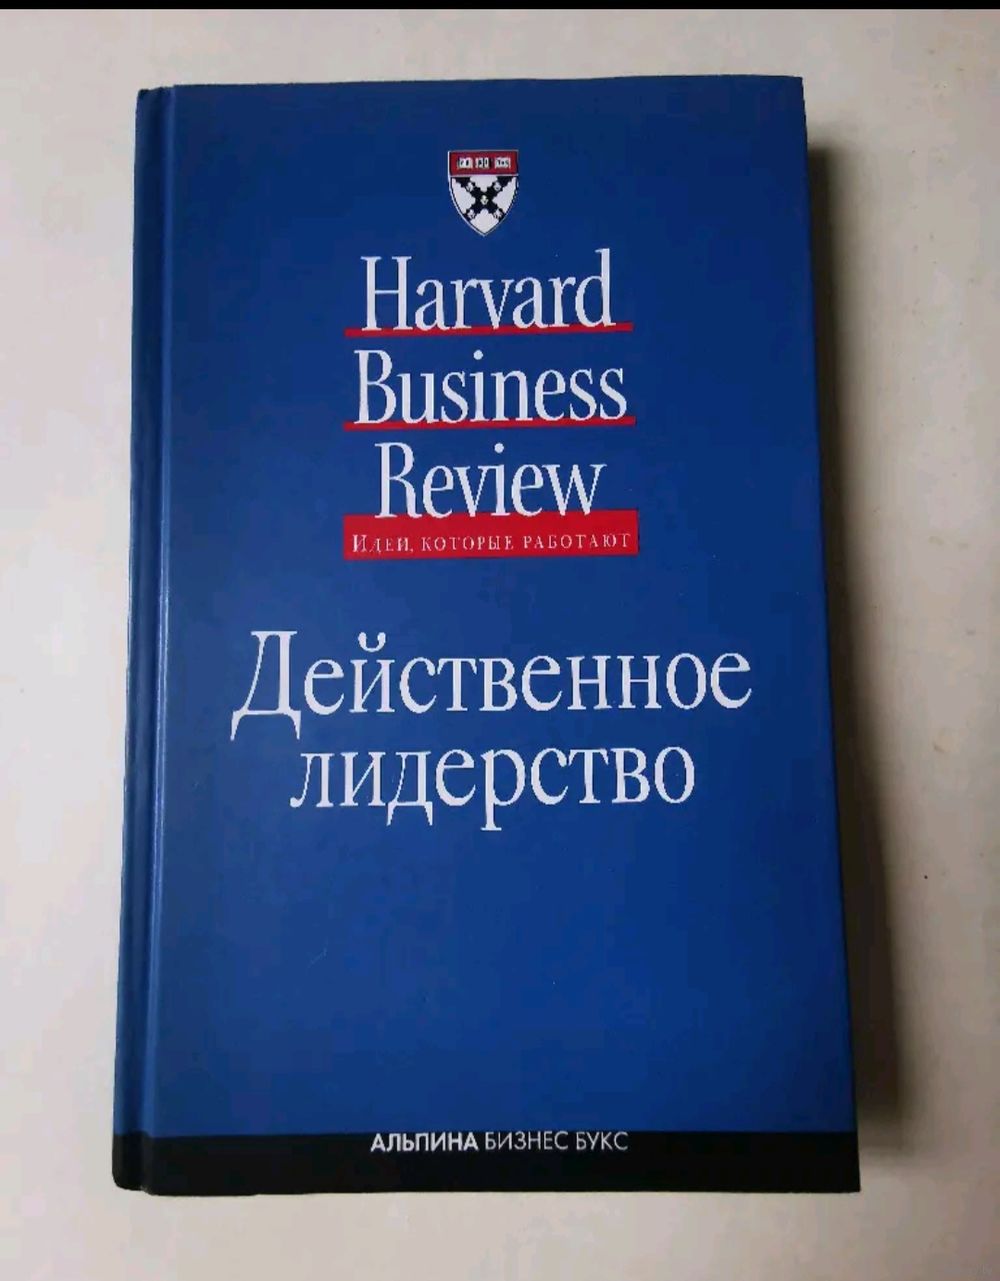 Harvard
Business
Review
Идеи, которые работают
Действенное
лидерство
АЛЬПИНА БИЗНЕС БУКС